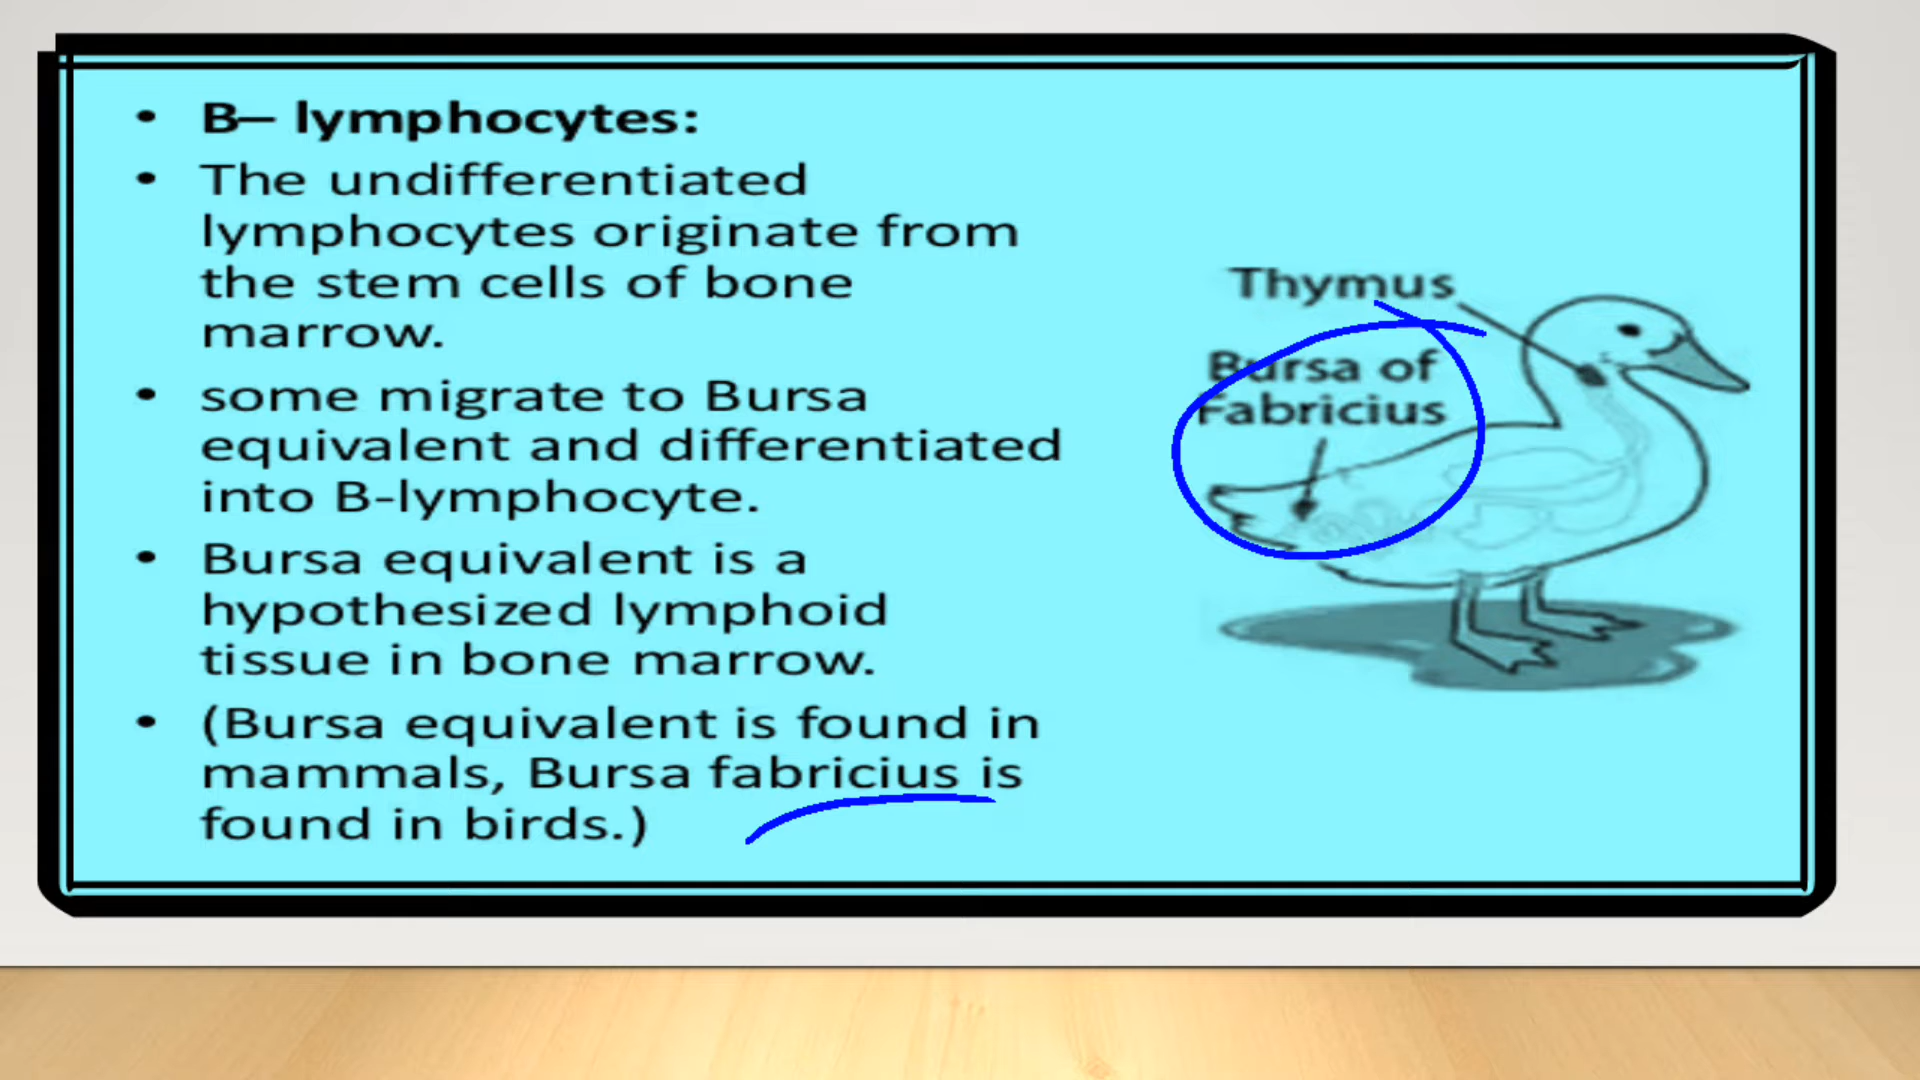 • B– lymphocytes:
• The undifferentiated
lymphocytes originate from
the stem cells of bone
marrow.
• some migrate to Bursa
equivalent and differentiated
into B-lymphocyte.
• Bursa equivalent is a
hypothesized lymphoid
tissue in bone marrow.
• (Bursa equivalent is found in
mammals, Bursa fabricius is
found in birds.)
Thymus
Bursa of
Fabricius